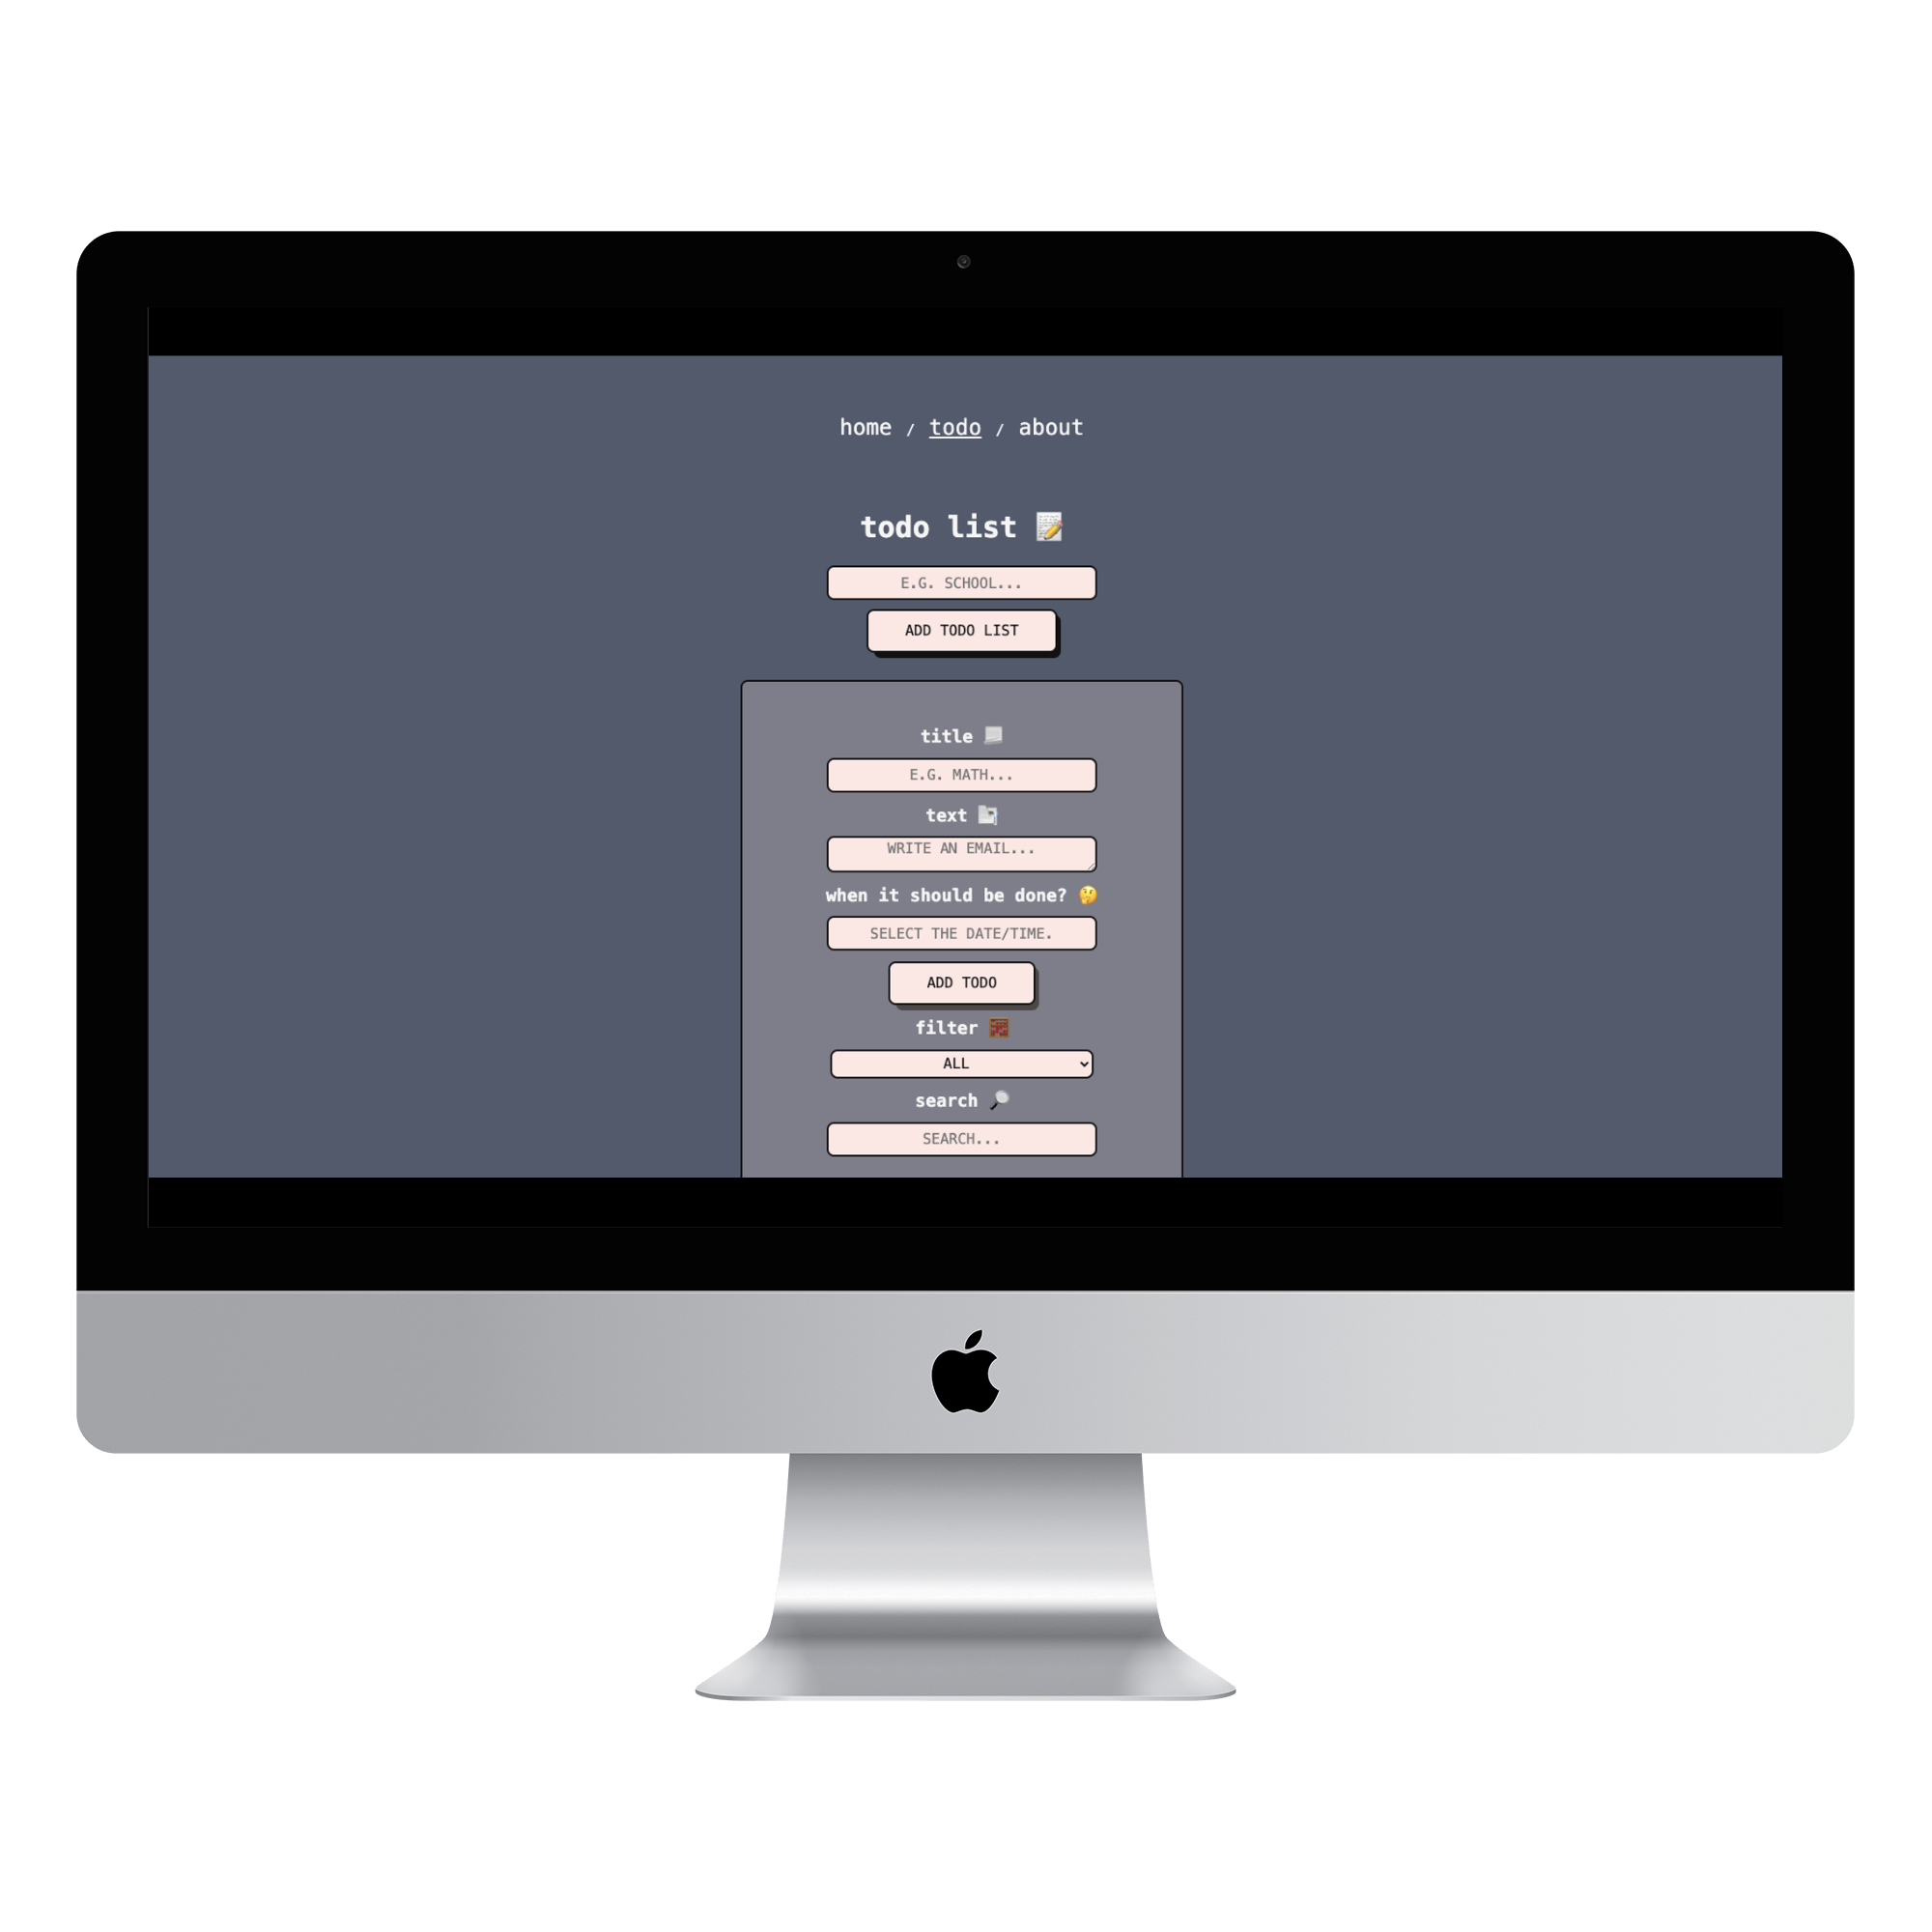 home / todo / about
todo list
E.G. SCHOOL...
ADD TODO LIST
title
E.G. MATH...
text
WRITE AN EMAIL...
when it should be done?
SELECT THE DATE/TIME.
ADD TODO
filter
ALL
search
SEARCH...